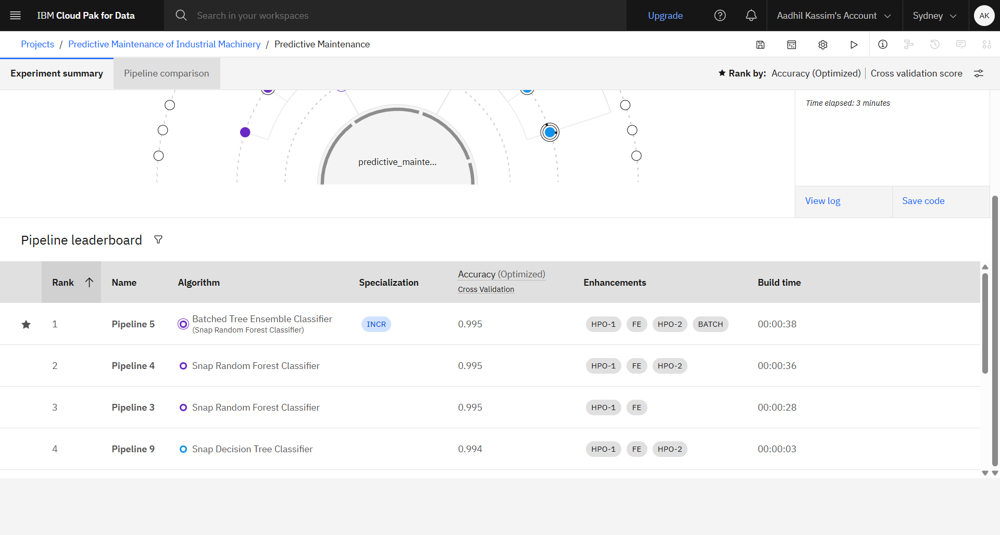 IBM Cloud Pak for Data
Search in your workspaces
Upgrade
Aadhil Kassim's Account
Sydney
AK
Projects / Predictive Maintenance of Industrial Machinery / Predictive Maintenance
Experiment summary
Pipeline comparison
Rank by: Accuracy (Optimized) | Cross validation score
Time elapsed: 3 minutes
predictive_mainte...
View log
Save code
Pipeline leaderboard
Rank
Name
Algorithm
Specialization
Accuracy (Optimized)
Cross Validation
Enhancements
Build time
1 Pipeline 5 Batched Tree Ensemble Classifier
(Snap Random Forest Classifier)
INCR 0.995 HPO-1 FE HPO-2 BATCH 00:00:38
2 Pipeline 4 Snap Random Forest Classifier 0.995 HPO-1 FE HPO-2 00:00:36
3 Pipeline 3 Snap Random Forest Classifier 0.995 HPO-1 FE 00:00:28
4 Pipeline 9 Snap Decision Tree Classifier 0.994 HPO-1 FE HPO-2 00:00:03